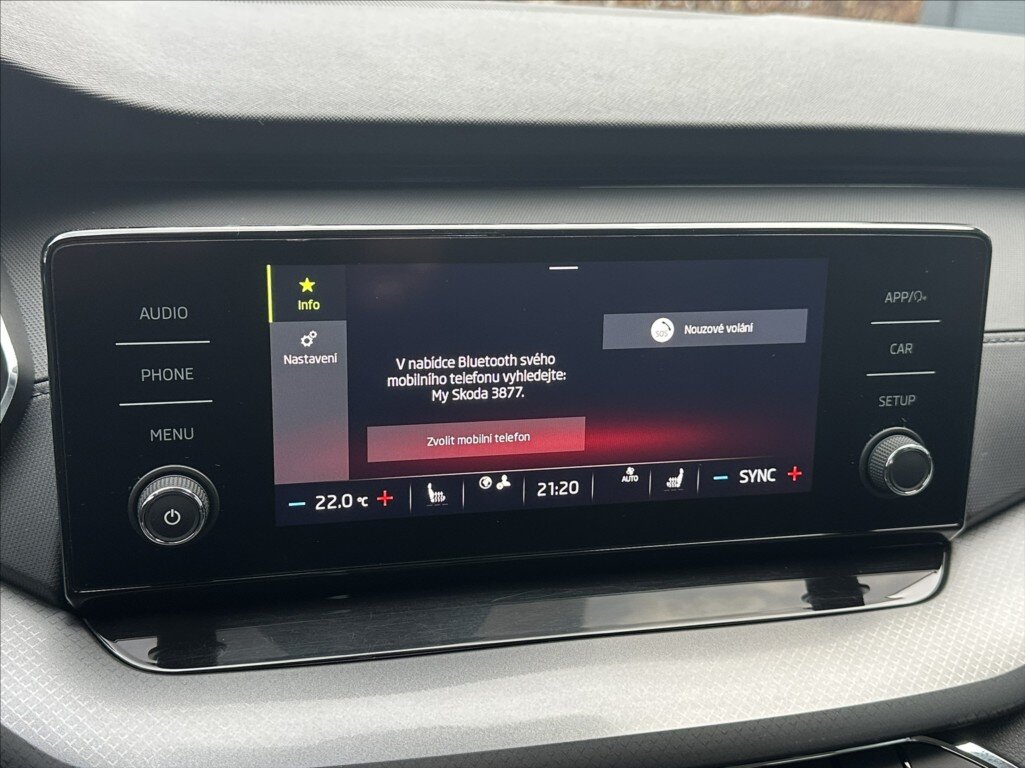 AUDIO
PHONE
MENU
Info
Nastavení
V nabídce Bluetooth svého
mobilního telefonu vyhledejte:
My Skoda 3877.
Zvolit mobilní telefon
SOS
Nouzové volání
– 22.0 °C +
21:20
AUTO
– SYNC +
APP/
CAR
SETUP